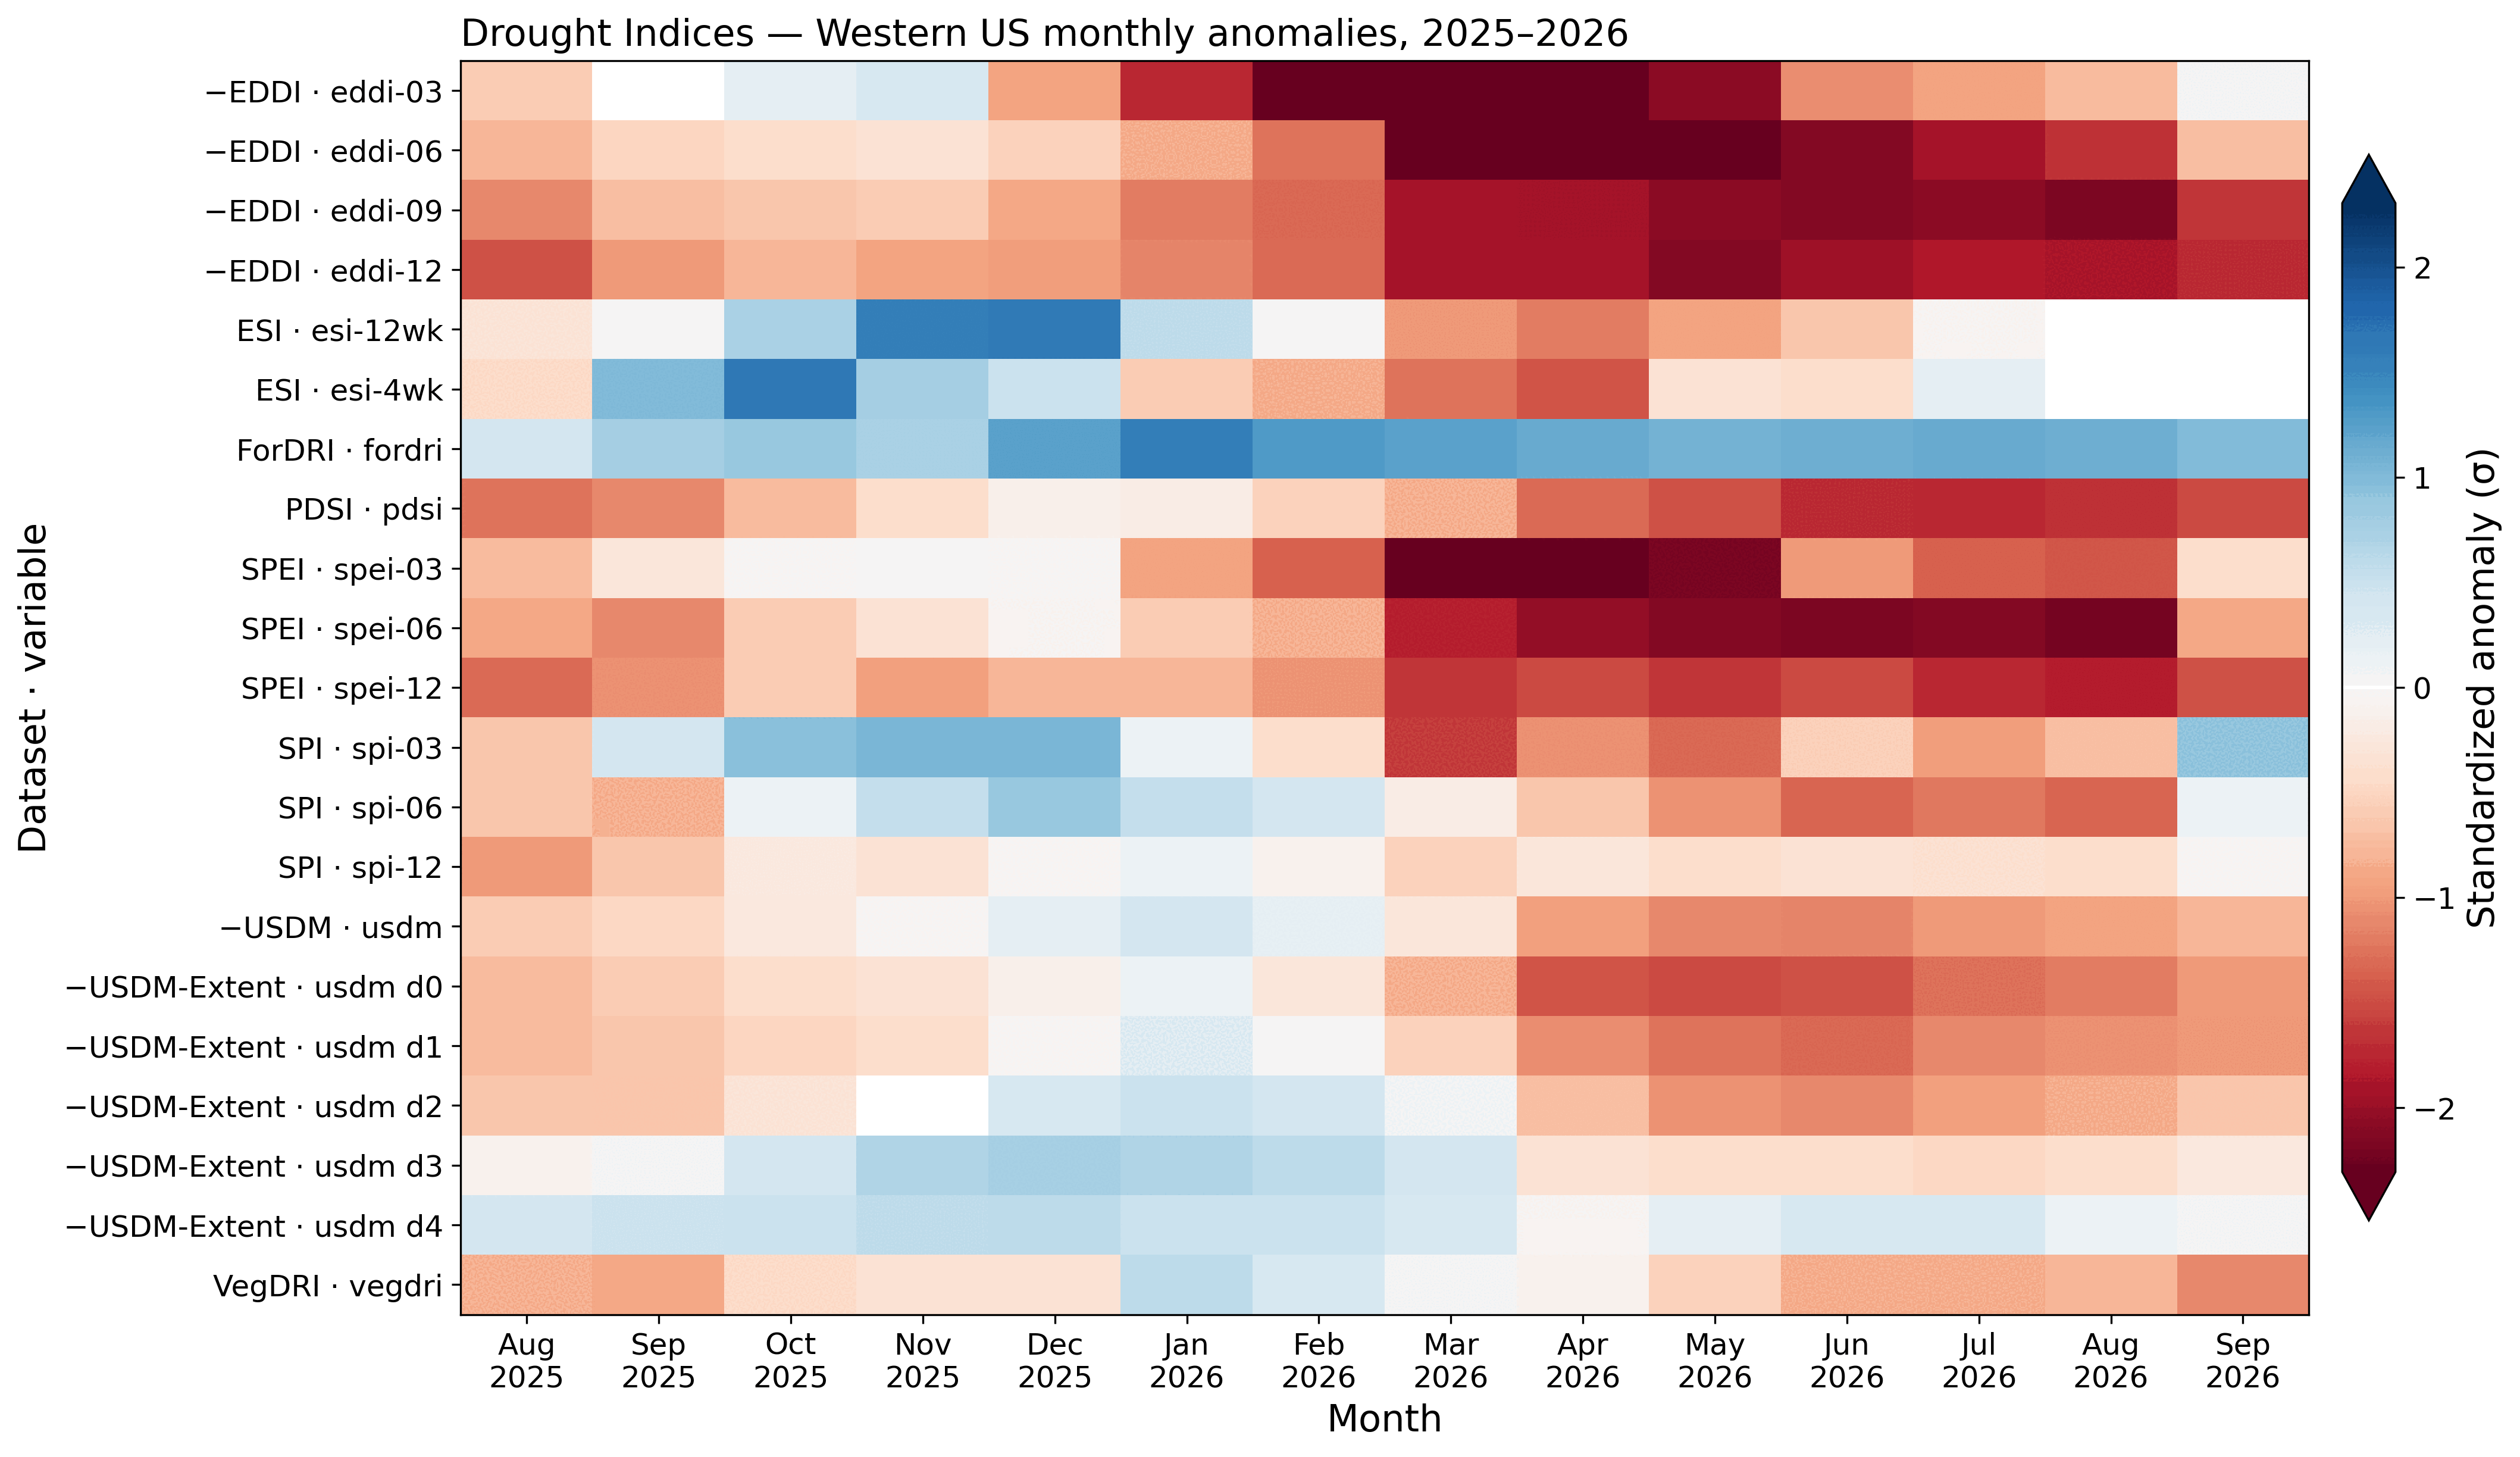 Drought Indices — Western US monthly anomalies, 2025–2026
Dataset · variable
−EDDI · eddi-03
−EDDI · eddi-06
−EDDI · eddi-09
−EDDI · eddi-12
ESI · esi-12wk
ESI · esi-4wk
ForDRI · fordri
PDSI · pdsi
SPEI · spei-03
SPEI · spei-06
SPEI · spei-12
SPI · spi-03
SPI · spi-06
SPI · spi-12
−USDM · usdm
−USDM-Extent · usdm d0
−USDM-Extent · usdm d1
−USDM-Extent · usdm d2
−USDM-Extent · usdm d3
−USDM-Extent · usdm d4
VegDRI · vegdri
Aug Sep Oct Nov Dec Jan Feb Mar Apr May Jun Jul Aug Sep
2025 2025 2025 2025 2025 2026 2026 2026 2026 2026 2026 2026 2026 2026
Month
2
1
0
−1
−2
Standardized anomaly (σ)